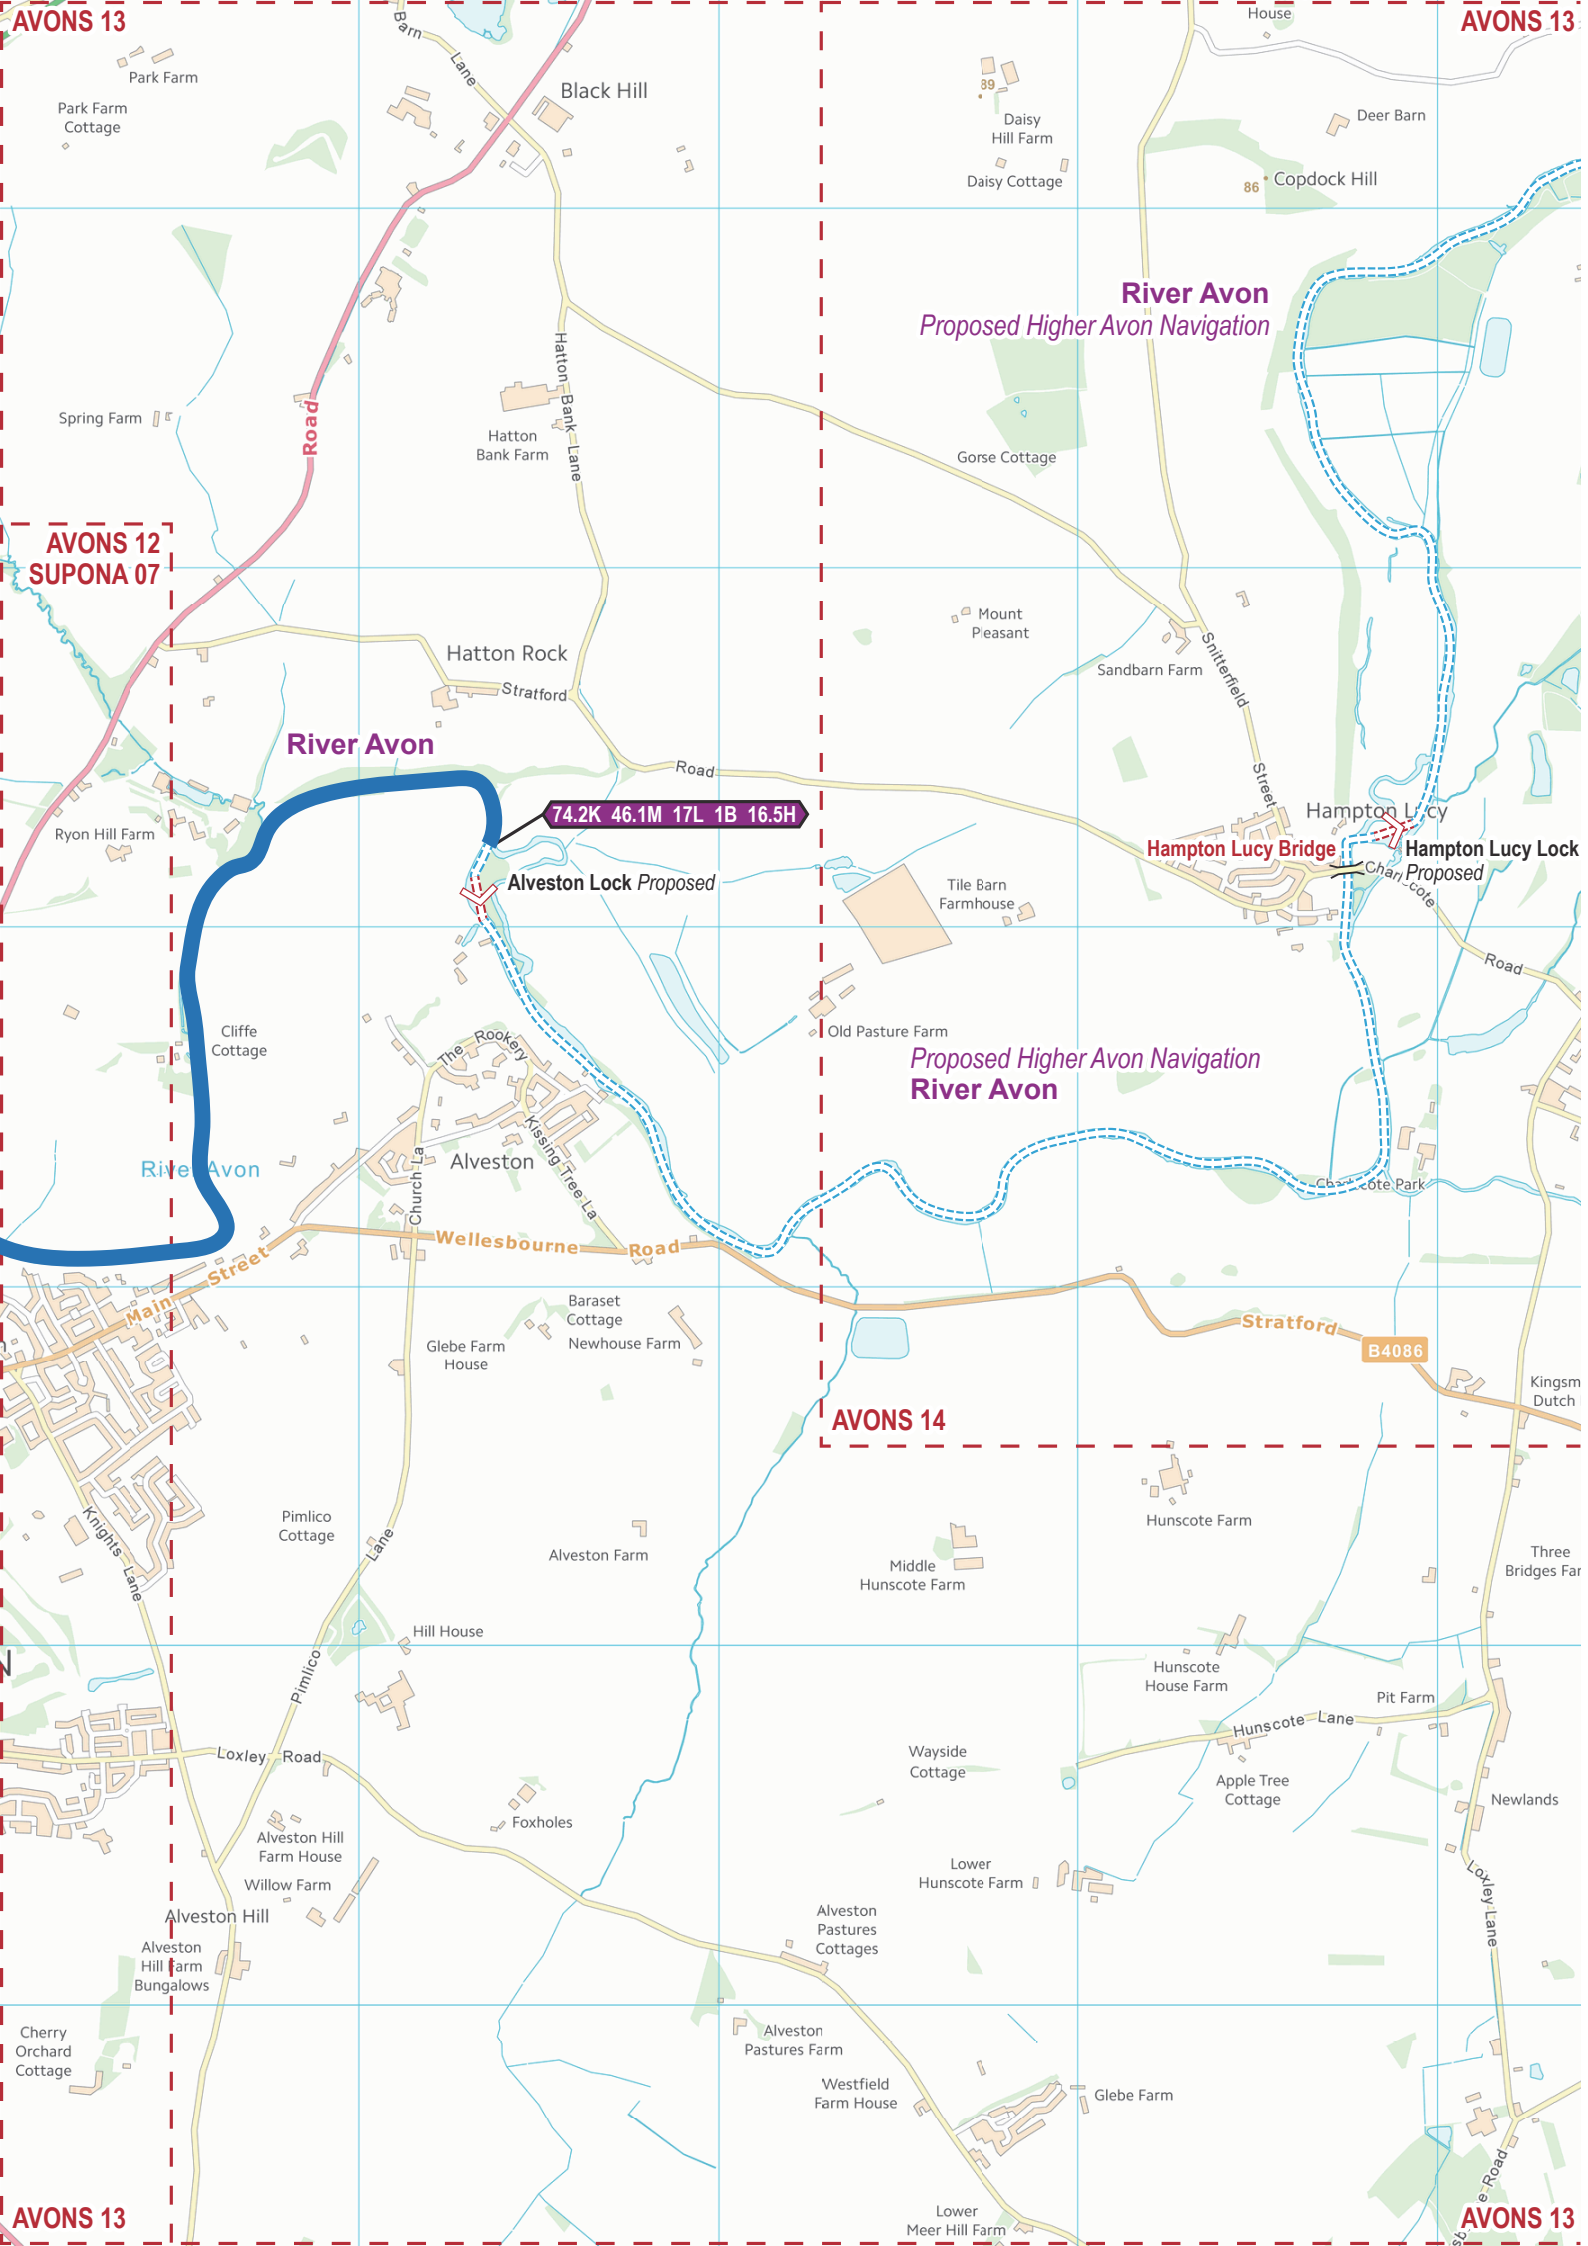 AVONS 13
AVONS 13
House
Barn
Lane
Park Farm
Park Farm
Cottage
Black Hill
89
Daisy
Hill Farm
Daisy Cottage
Deer Barn
86
Copdock Hill
River Avon
Proposed Higher Avon Navigation
Road
Spring Farm
Hatton Bank Lane
Hatton
Bank Farm
Gorse Cottage
AVONS 12
SUPONA 07
Mount
Pleasant
Sandbarn Farm
Snitterfield
Street
Hatton Rock
Stratford
Road
River Avon
74.2K 46.1M 17L 1B 16.5H
Ryon Hill Farm
Alveston Lock Proposed
Hampton Lucy
Hampton Lucy Bridge
Hampton Lucy Lock
Proposed
Charlecote
Road
Tile Barn
Farmhouse
Old Pasture Farm
Cliffe
Cottage
The Rookery
Proposed Higher Avon Navigation
River Avon
Kissing Tree La
Alveston
Church La
River Avon
Charlecote Park
Wellesbourne Road
Main Street
Baraset
Cottage
Newhouse Farm
Glebe Farm
House
Stratford
B4086
Kingsm
Dutch
AVONS 14
Knights Lane
Pimlico
Cottage
Lane
Alveston Farm
Hunscote Farm
Middle
Hunscote Farm
Three
Bridges Far
Hill House
Pimlico
N
Hunscote
House Farm
Pit Farm
Hunscote Lane
Loxley Road
Wayside
Cottage
Apple Tree
Cottage
Newlands
Foxholes
Alveston Hill
Farm House
Willow Farm
Lower
Hunscote Farm
Loxley Lane
Alveston Hill
Alveston
Hill Farm
Bungalows
Alveston
Pastures
Cottages
Cherry
Orchard
Cottage
Alveston
Pastures Farm
Westfield
Farm House
Glebe Farm
Lower
Meer Hill Farm
e Road
AVONS 13
AVONS 13